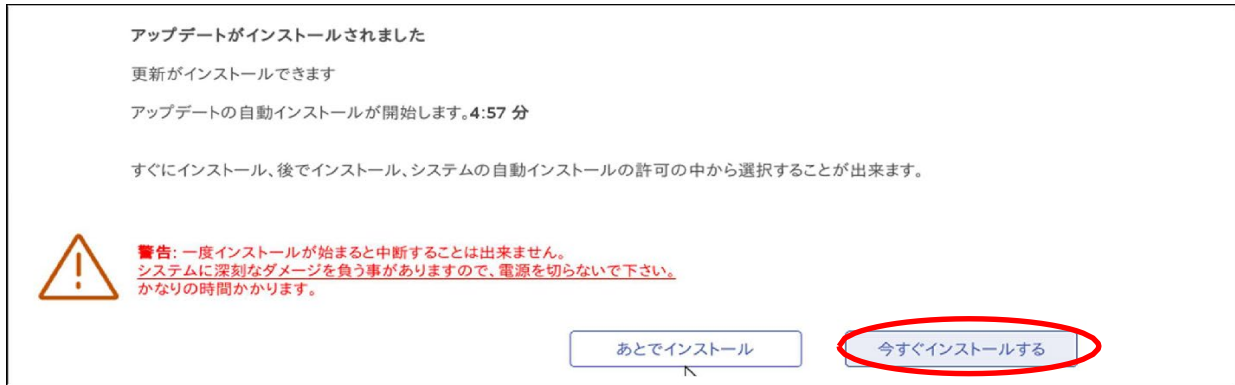 アップデートがインストールされました
更新がインストールできます
アップデートの自動インストールが開始します。4:57 分
すぐにインストール、後でインストール、システムの自動インストールの許可の中から選択することが出来ます。
警告: 一度インストールが始まると中断することは出来ません。
システムに深刻なダメージを負う事がありますので、電源を切らないで下さい。
かなりの時間かかります。
あとでインストール 今すぐインストールする